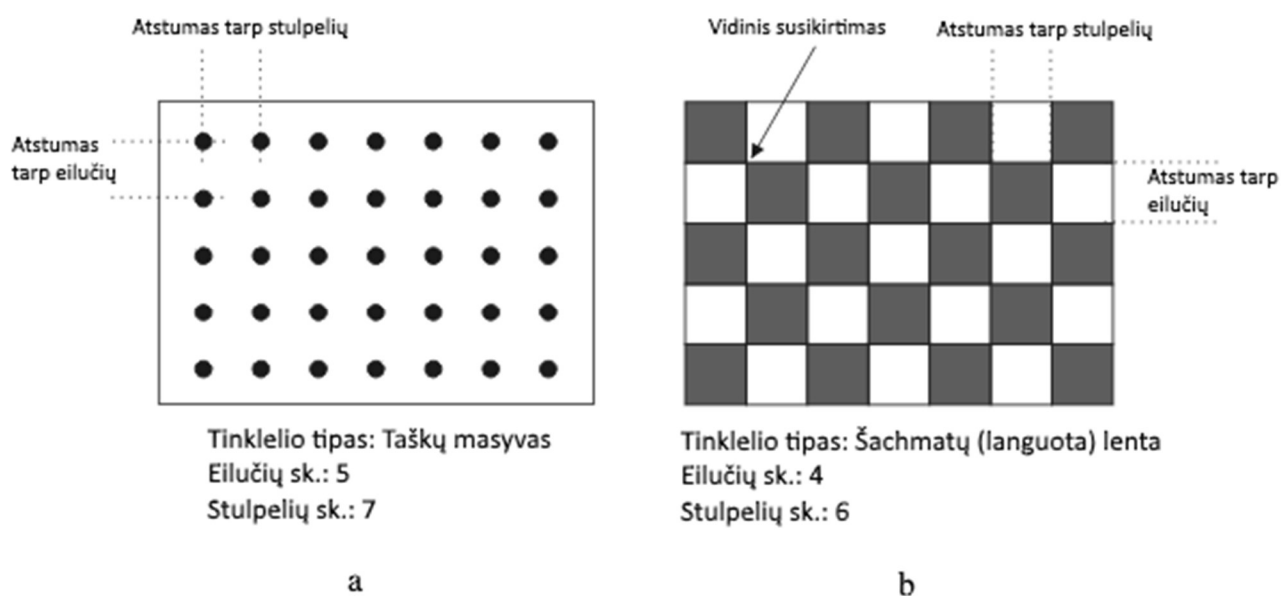 Atstumas tarp stulpelių
Atstumas
tarp eilučių
Tinklelio tipas: Taškų masyvas
Eilučių sk.: 5
Stulpelių sk.: 7
a
Vidinis susikirtimas
Atstumas tarp stulpelių
Atstumas tarp
eilučių
Tinklelio tipas: Šachmatų (languota) lenta
Eilučių sk.: 4
Stulpelių sk.: 6
b